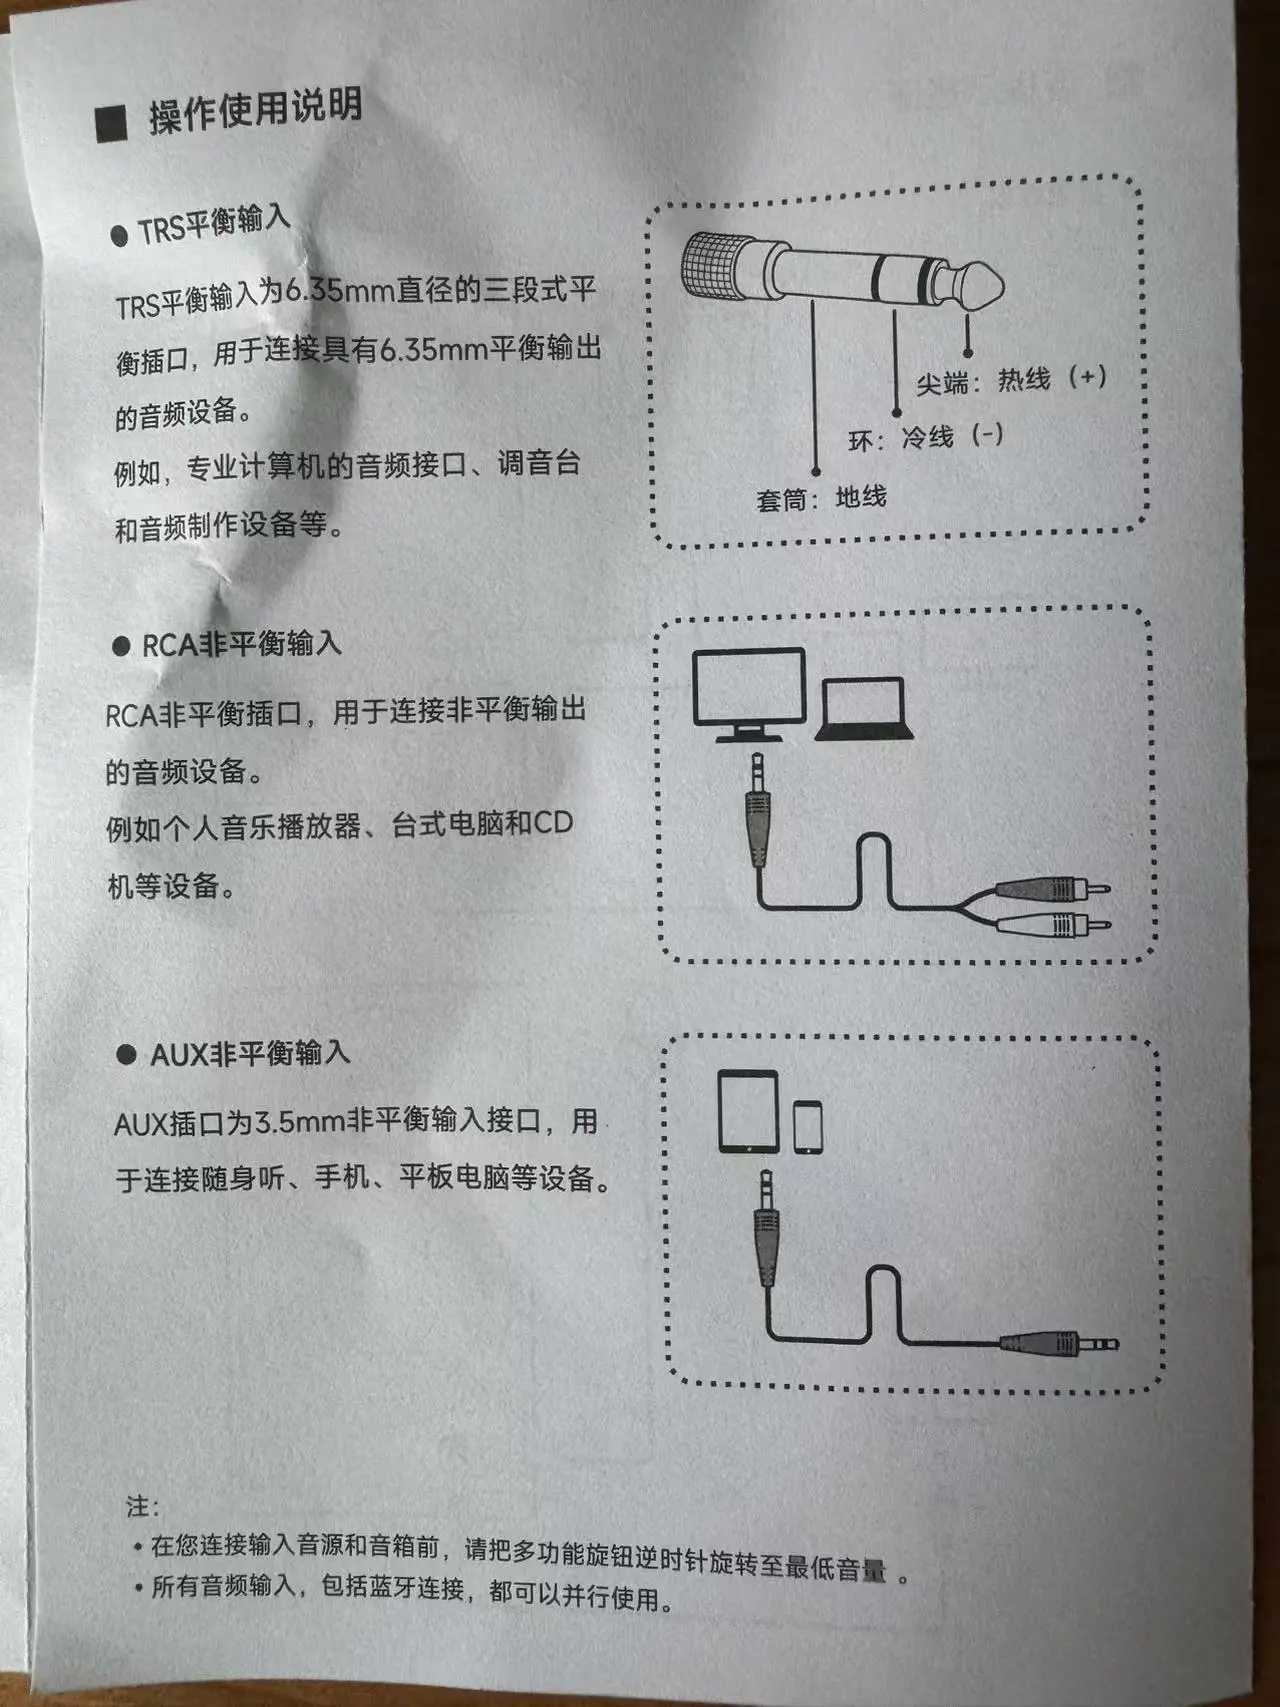 ■ 操作使用说明
● TRS平衡输入
TRS平衡输入为6.35mm直径的三段式平
衡插口，用于连接具有6.35mm平衡输出
的音频设备。
例如，专业计算机的音频接口、调音台
和音频制作设备等。
尖端：热线（+）
环：冷线（-）
套筒：地线
● RCA非平衡输入
RCA非平衡插口，用于连接非平衡输出
的音频设备。
例如个人音乐播放器、台式电脑和CD
机等设备。
● AUX非平衡输入
AUX插口为3.5mm非平衡输入接口，用
于连接随身听、手机、平板电脑等设备。
注：
• 在您连接输入音源和音箱前，请把多功能旋钮逆时针旋转至最低音量 。
• 所有音频输入，包括蓝牙连接，都可以并行使用。